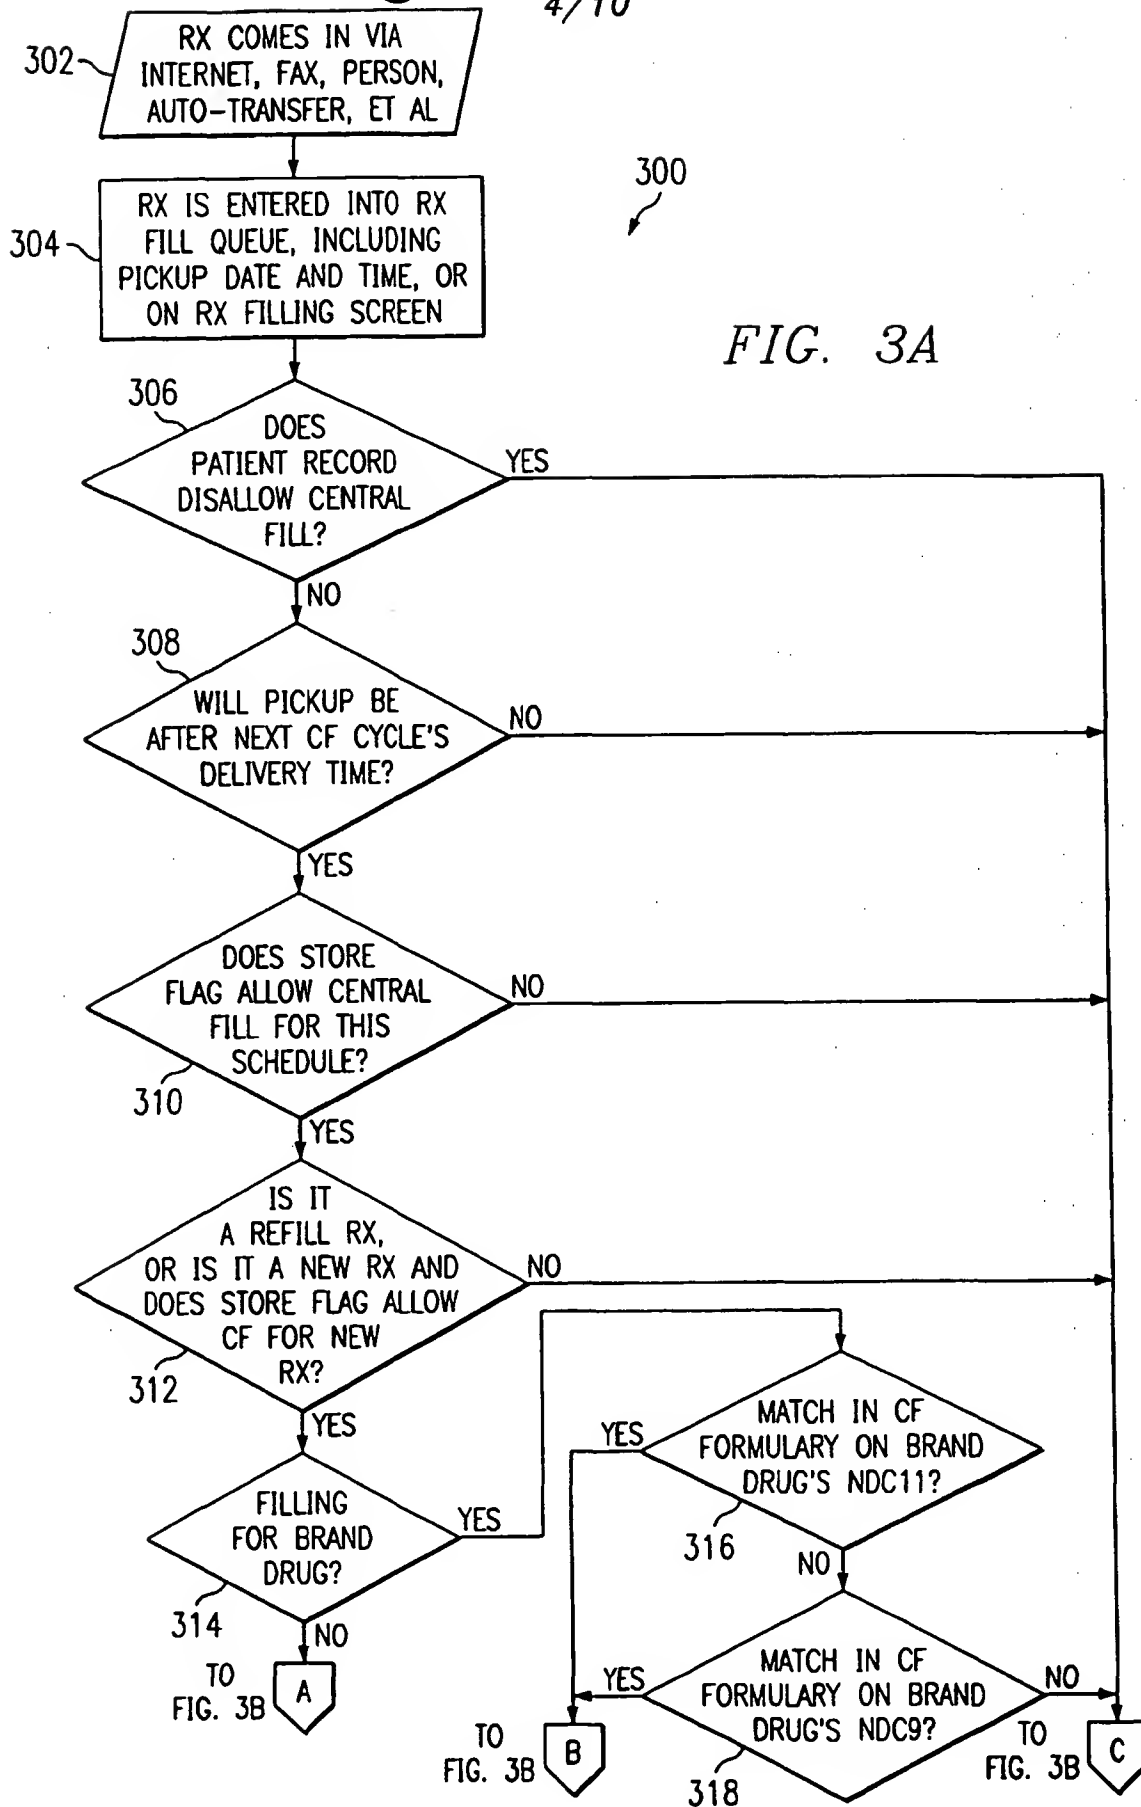 4/10
RX COMES IN VIA
INTERNET, FAX, PERSON,
AUTO-TRANSFER, ET AL
302
300
RX IS ENTERED INTO RX
FILL QUEUE, INCLUDING
PICKUP DATE AND TIME, OR
ON RX FILLING SCREEN
304
FIG. 3A
306
DOES
PATIENT RECORD
DISALLOW CENTRAL
FILL?
YES
NO
308
WILL PICKUP BE
AFTER NEXT CF CYCLE'S
DELIVERY TIME?
NO
YES
DOES STORE
FLAG ALLOW CENTRAL
FILL FOR THIS
SCHEDULE?
NO
310
YES
IS IT
A REFILL RX,
OR IS IT A NEW RX AND
DOES STORE FLAG ALLOW
CF FOR NEW
RX?
NO
312
YES
FILLING
FOR BRAND
DRUG?
YES
314
NO
TO
FIG. 3B
A
MATCH IN CF
FORMULARY ON BRAND
DRUG'S NDC11?
YES
316
NO
MATCH IN CF
FORMULARY ON BRAND
DRUG'S NDC9?
YES
NO
318
TO
FIG. 3B
B
TO
FIG. 3B
C